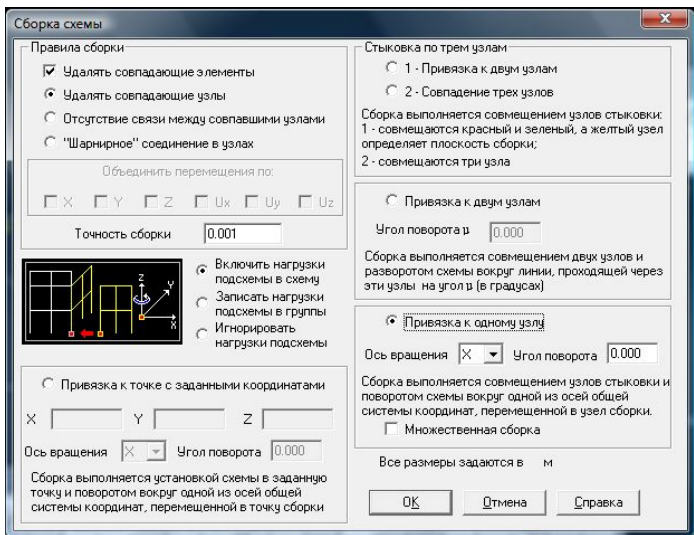 Сборка схемы
Правила сборки
Удалять совпадающие элементы
Удалять совпадающие узлы
Отсутствие связи между совпавшими узлами
"Шарнирное" соединение в узлах
Объединить перемещения по:
X Y Z Ux Uy Uz
Точность сборки 0.001
Z
Y
X
Включить нагрузки
подсхемы в схему
Записать нагрузки
подсхемы в группы
Игнорировать
нагрузки подсхемы
Привязка к точке с заданными координатами
X Y Z
Ось вращения X Угол поворота 0.000
Сборка выполняется установкой схемы в заданную
точку и поворотом вокруг одной из осей общей
системы координат, перемещенной в точку сборки
Стыковка по трем узлам
1 - Привязка к двум узлам
2 - Совпадение трех узлов
Сборка выполняется совмещением узлов стыковки:
1 - совмещаются красный и зеленый, а желтый узел
определяет плоскость сборки;
2 - совмещаются три узла
Привязка к двум узлам
Угол поворота μ 0.000
Сборка выполняется совмещением двух узлов и
разворотом схемы вокруг линии, проходящей через
эти узлы на угол μ (в градусах)
Привязка к одному узлу
Ось вращения X Угол поворота 0.000
Сборка выполняется совмещением узлов стыковки и
поворотом схемы вокруг одной из осей общей
системы координат, перемещенной в узел сборки.
Множественная сборка
Все размеры задаются в м
OK Отмена Справка